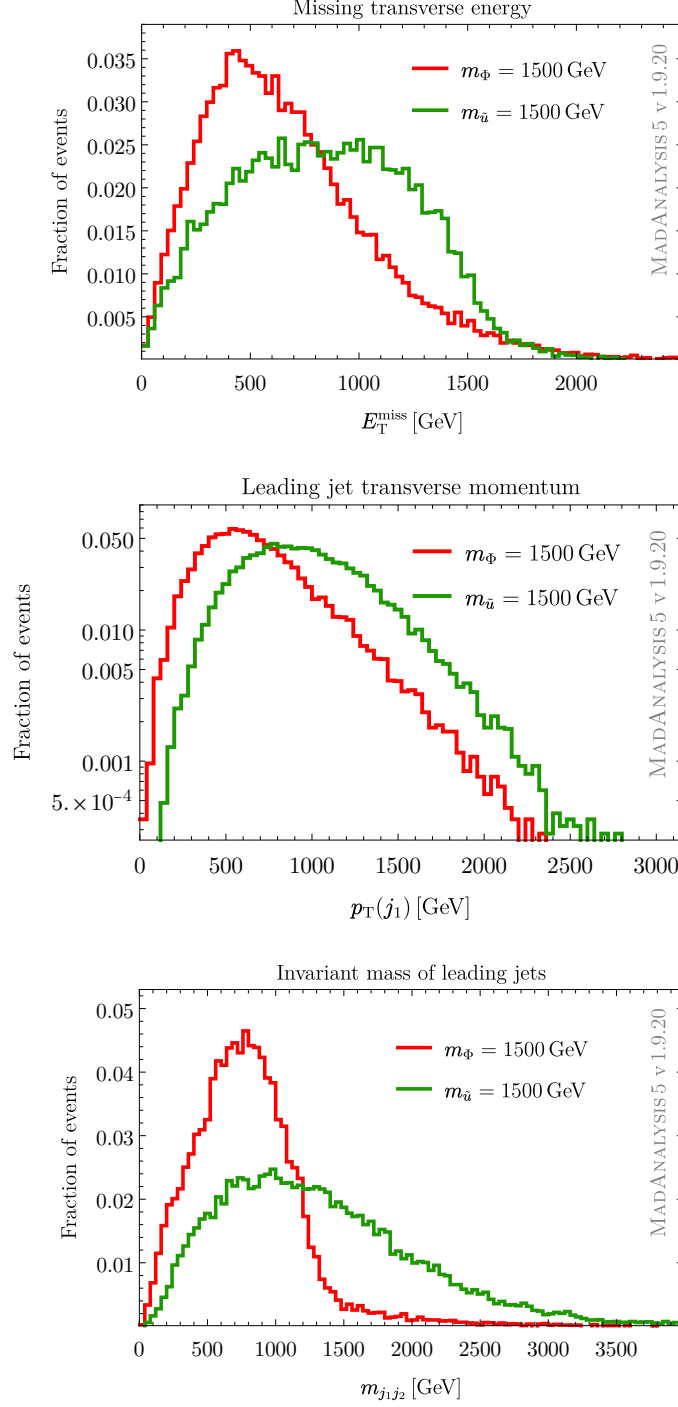 Missing transverse energy
0.035
0.030
0.025
0.020
0.015
0.010
0.005
Fraction of events
m_Φ = 1500 GeV
m_ũ = 1500 GeV
MADANALYSIS 5 v 1.9.20
0 500 1000 1500 2000
E_T^miss [GeV]
Leading jet transverse momentum
0.050
0.010
0.005
0.001
5. × 10^−4
Fraction of events
m_Φ = 1500 GeV
m_ũ = 1500 GeV
MADANALYSIS 5 v 1.9.20
0 500 1000 1500 2000 2500 3000
p_T(j_1) [GeV]
Invariant mass of leading jets
0.05
0.04
0.03
0.02
0.01
Fraction of events
m_Φ = 1500 GeV
m_ũ = 1500 GeV
MADANALYSIS 5 v 1.9.20
0 500 1000 1500 2000 2500 3000 3500
m_{j_1 j_2} [GeV]